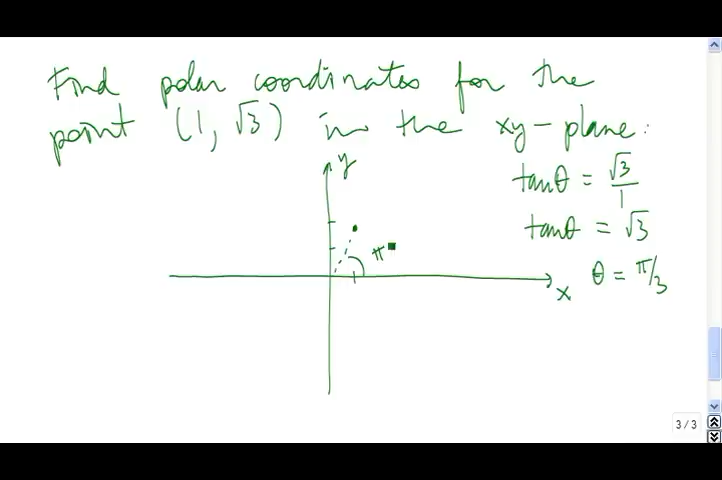 Find polar coordinates for the
point (1, √3) in the xy-plane:
y
tanθ = √3/1
tanθ = √3
π
θ = π/3
x
3 / 3